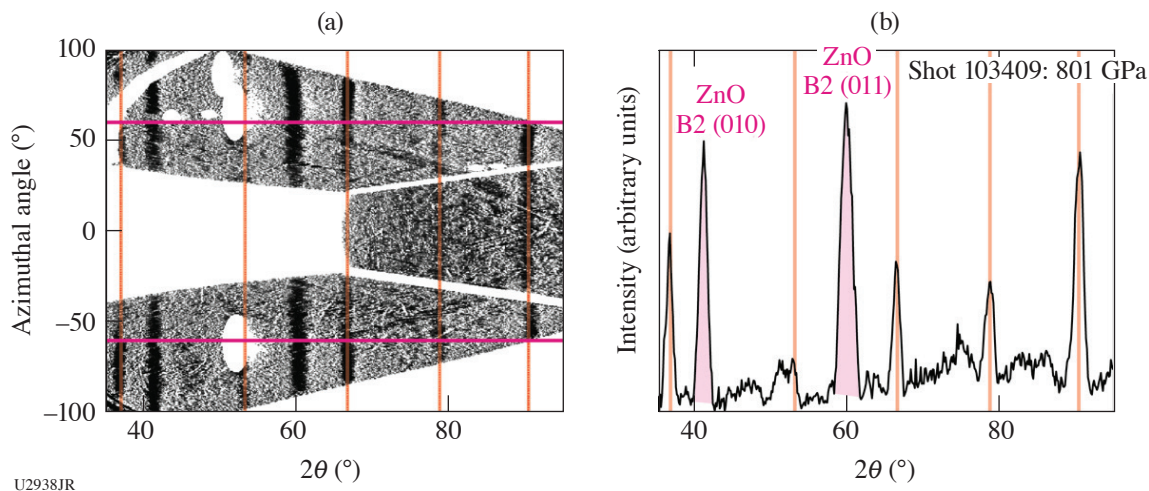 (a)
(b)
100
50
0
–50
–100
Azimuthal angle (°)
40
60
80
2θ (°)
Intensity (arbitrary units)
ZnO
B2 (010)
ZnO
B2 (011)
Shot 103409: 801 GPa
40
60
80
2θ (°)
U2938JR